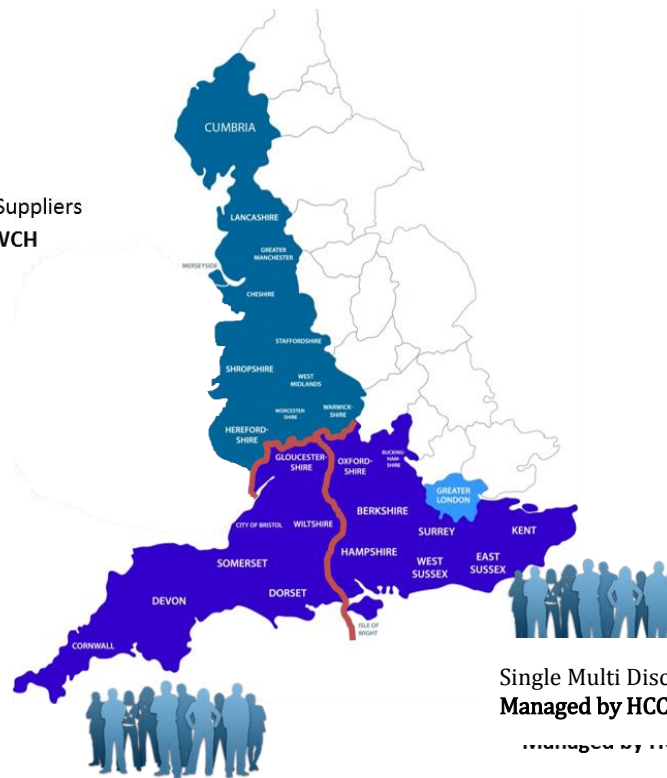 CUMBRIA
Suppliers
LANCASHIRE
GREATER
MANCHESTER
MERSEYSIDE
CHESHIRE
STAFFORDSHIRE
SHROPSHIRE
WEST
MIDLANDS
WORCESTER
SHIRE
WARWICK-
SHIRE
HEREFORD-
SHIRE
GLOUCESTER-
SHIRE
OXFORD-
SHIRE
BUCKING-
HAM-
SHIRE
GREATER
LONDON
BERKSHIRE
CITY OF BRISTOL
WILTSHIRE
SURREY
KENT
HAMPSHIRE
SOMERSET
WEST
SUSSEX
EAST
SUSSEX
DORSET
DEVON
ISLE OF
WIGHT
CORNWALL
Single Multi Disc
Managed by HCC
Managed by